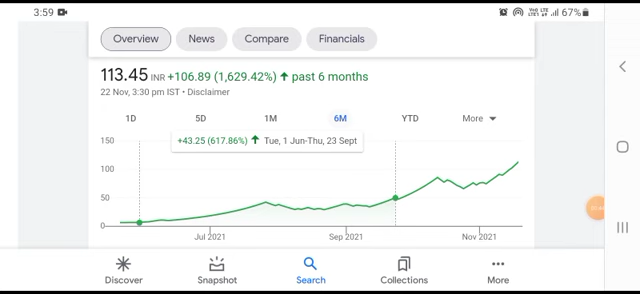 3:59 67%
Overview News Compare Financials
113.45 INR +106.89 (1,629.42%) ↑ past 6 months
22 Nov, 3:30 pm IST • Disclaimer
1D 5D 1M 6M YTD More
+43.25 (617.86%) ↑ Tue, 1 Jun-Thu, 23 Sept
150
100
50
0
Jul 2021 Sep 2021 Nov 2021
Discover Snapshot Search Collections More